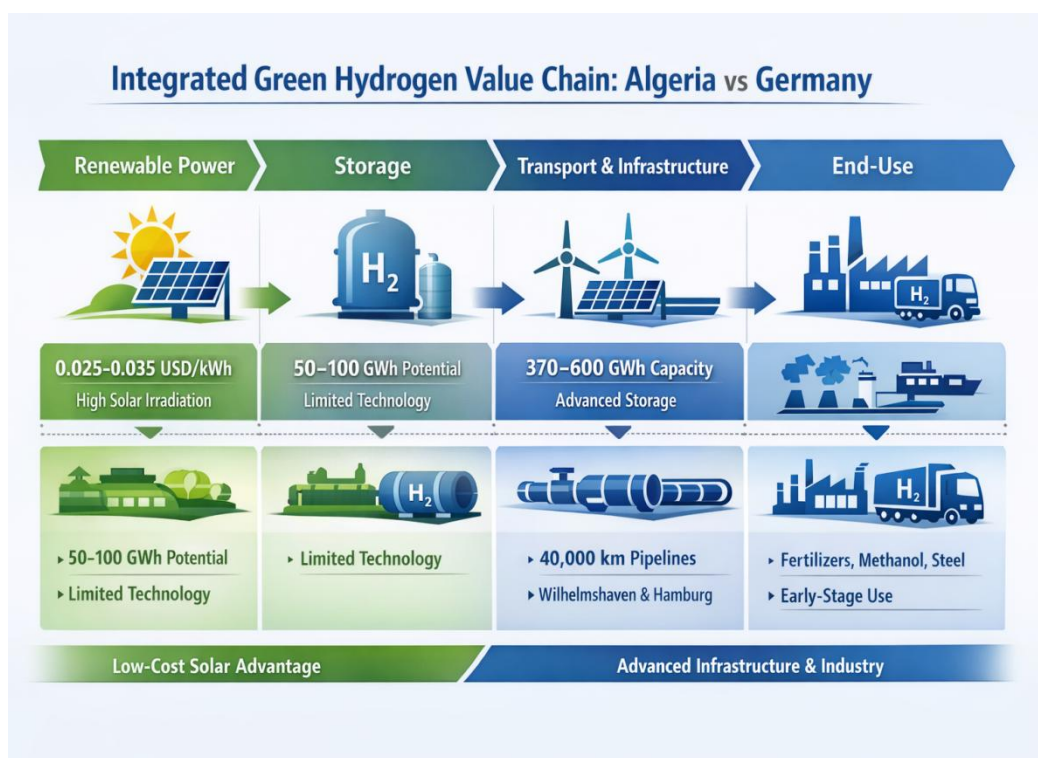 Integrated Green Hydrogen Value Chain: Algeria vs Germany
Renewable Power
Storage
Transport & Infrastructure
End-Use
H2
H2
0.025–0.035 USD/kWh
High Solar Irradiation
50–100 GWh Potential
Limited Technology
370–600 GWh Capacity
Advanced Storage
H2
H2
▸ 50–100 GWh Potential
▸ Limited Technology
▸ Limited Technology
▸ 40,000 km Pipelines
▸ Wilhelmshaven & Hamburg
▸ Fertilizers, Methanol, Steel
▸ Early-Stage Use
Low-Cost Solar Advantage
Advanced Infrastructure & Industry